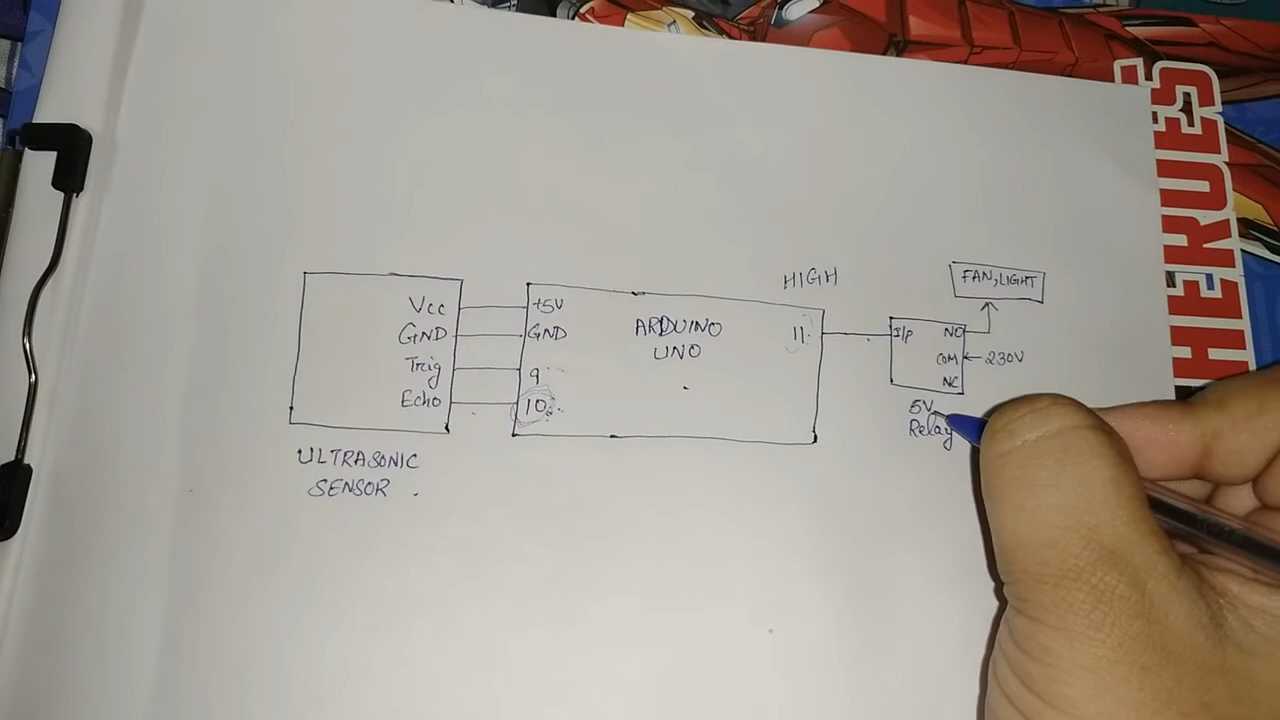 HEROES
HIGH
FAN, LIGHT
Vcc
GND
Trig
Echo
+5V
GND
9
10
ARDUINO
UNO
11
I/p
NO
COM
NC
230V
5V
Relay
ULTRASONIC
SENSOR